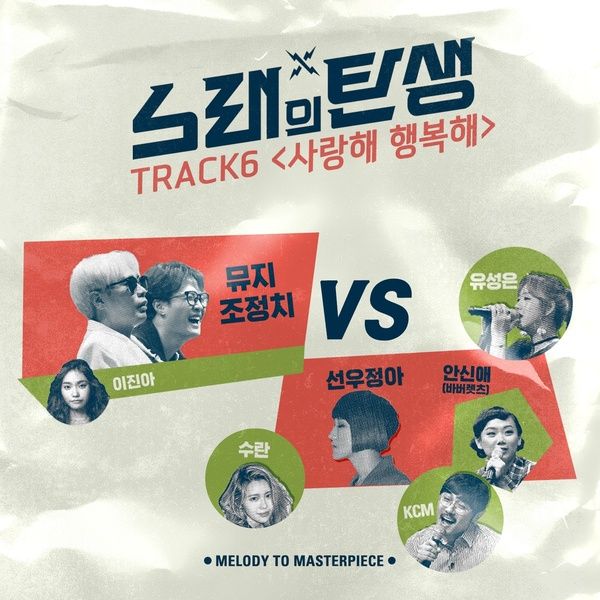 노래의 탄생
TRACK6 <사랑해 행복해>
뮤지
조정치
VS
유성은
이진아
선우정아
안신애
(바버렛츠)
수란
KCM
• MELODY TO MASTERPIECE •